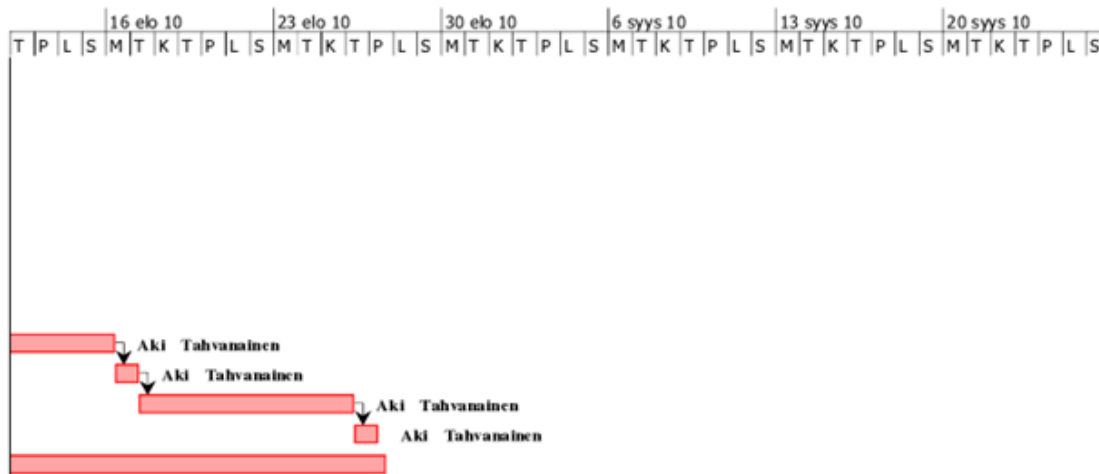 16 elo 10 23 elo 10 30 elo 10 6 syys 10 13 syys 10 20 syys 10
T P L S M T K T P L S M T K T P L S M T K T P L S M T K T P L S M T K T P L S M T K T P L S
Aki Tahvanainen
Aki Tahvanainen
Aki Tahvanainen
Aki Tahvanainen